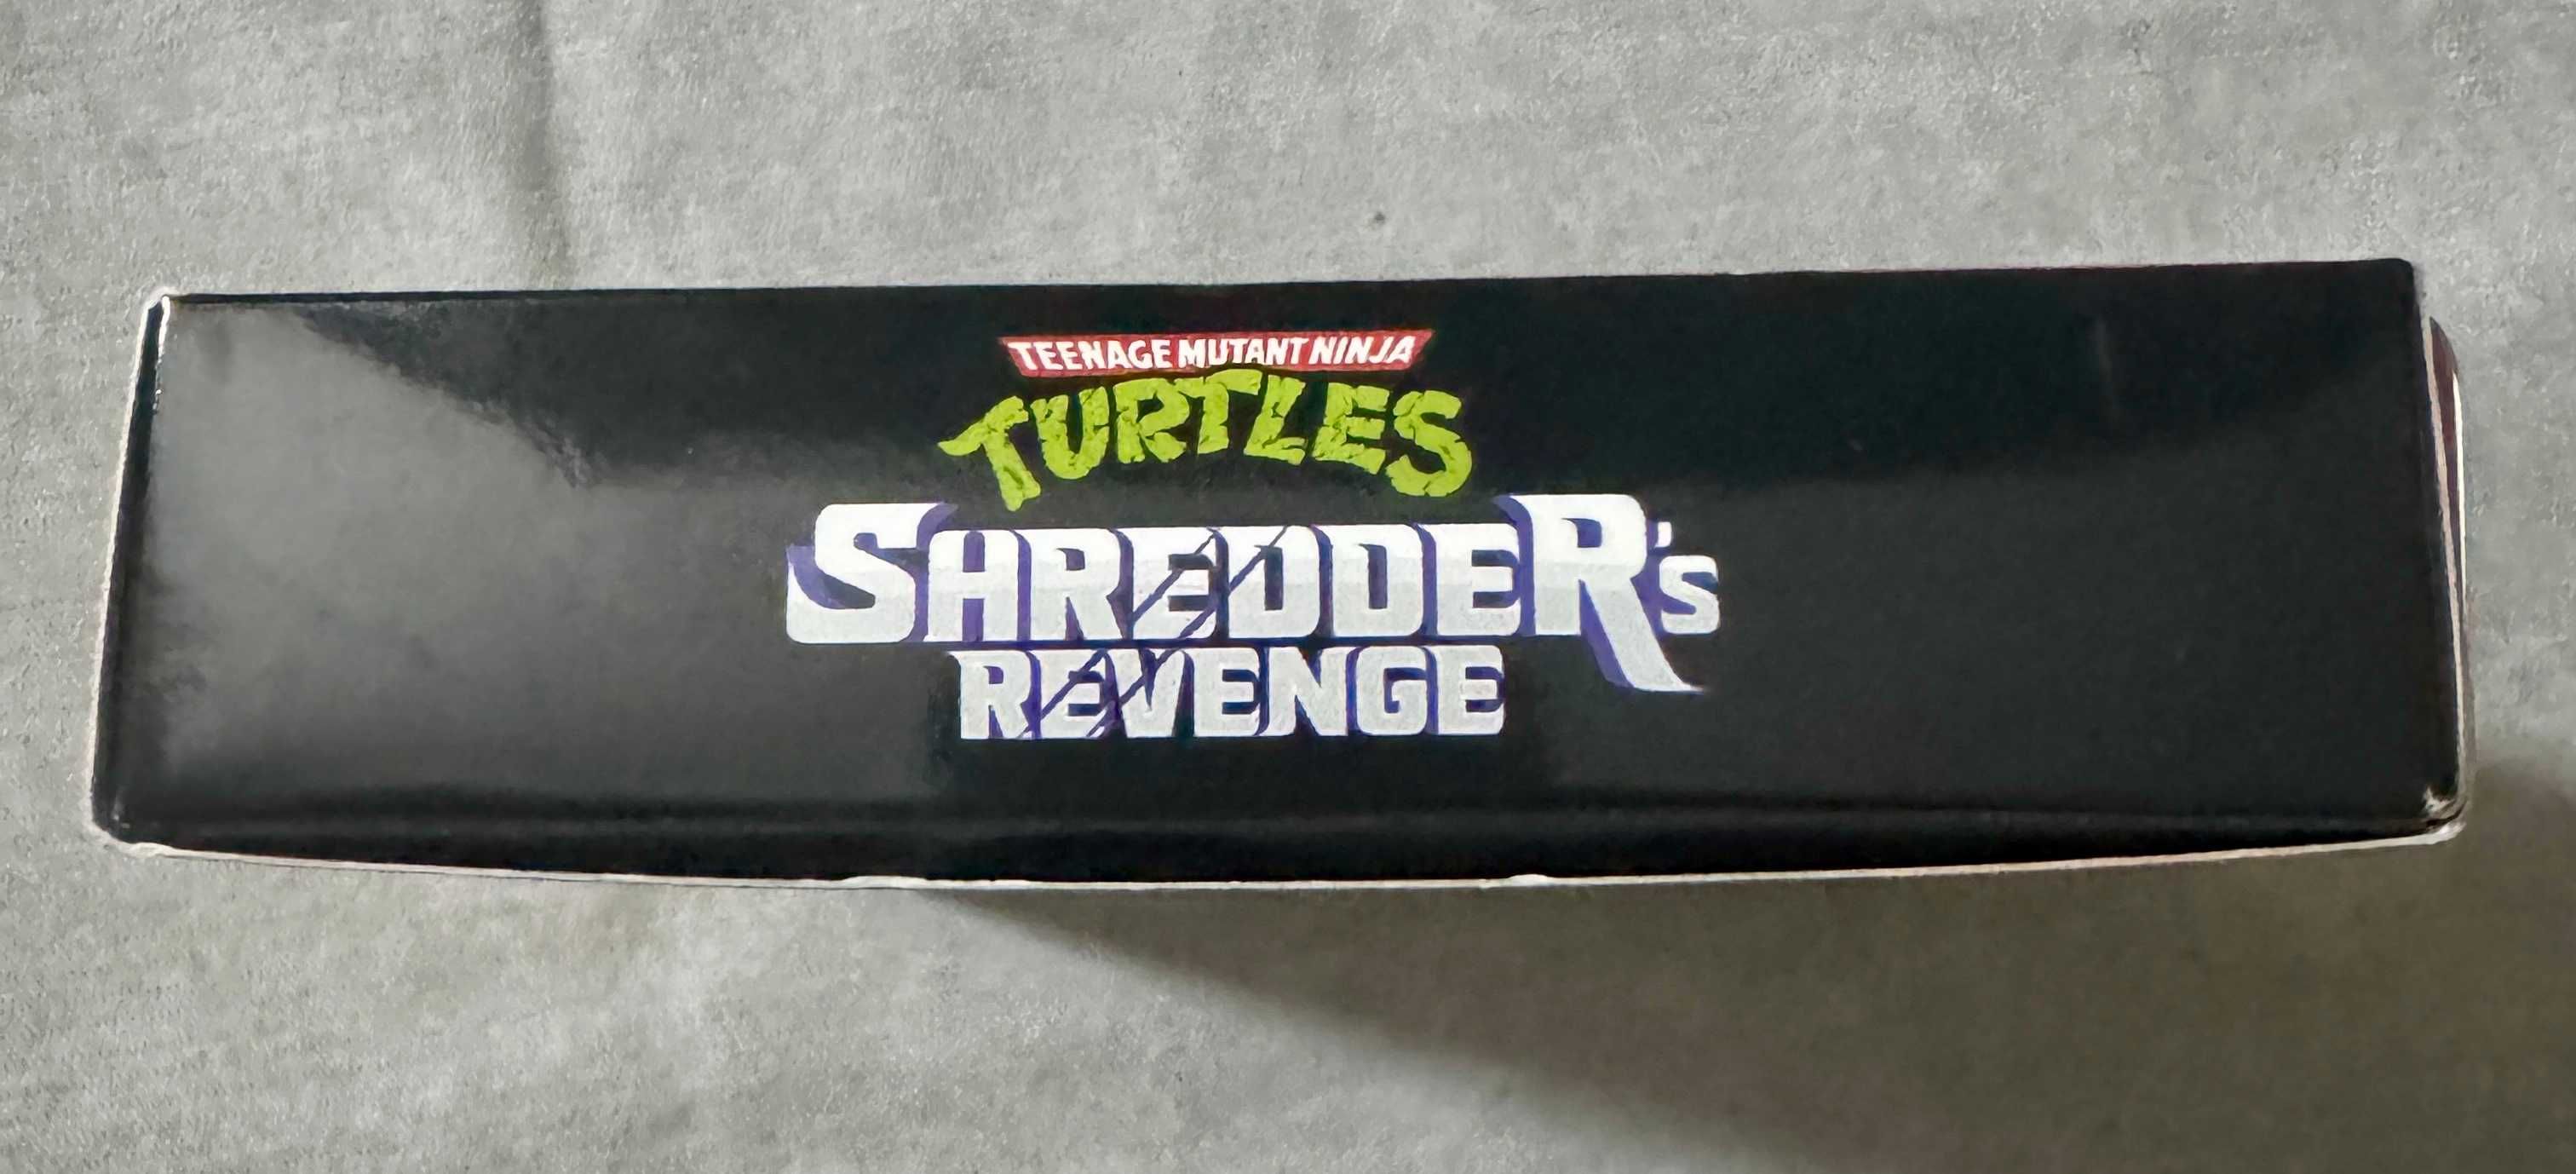 TEENAGE MUTANT NINJA
TURTLES
SHREDDER'S
REVENGE